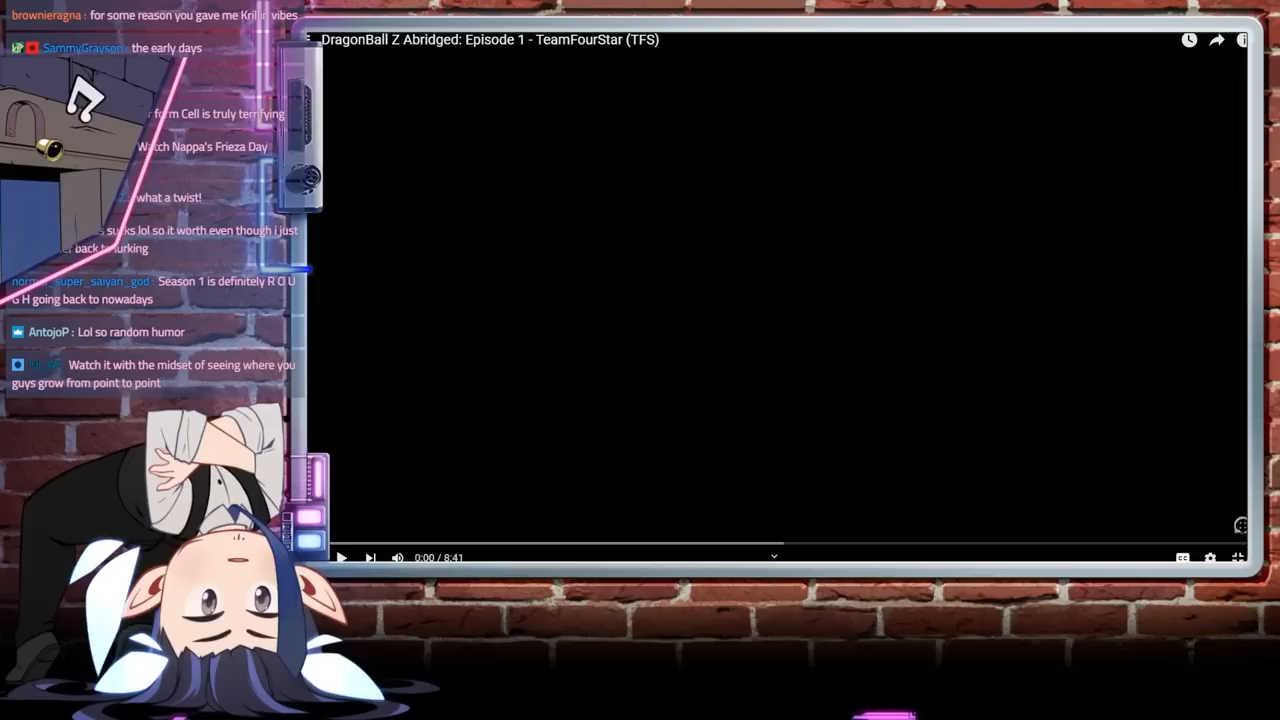 brownieragna : for some reason you gave me Krillin vibes
SammyGrayson : the early days
form Cell is truly terrifying
Watch Nappa's Frieza Day
what a twist!
sucks lol so it worth even though i just
back to lurking
normal_super_saiyan_god : Season 1 is definitely R O U
G H going back to nowadays
AntojoP : Lol so random humor
Watch it with the midset of seeing where you
guys grow from point to point
DragonBall Z Abridged: Episode 1 - TeamFourStar (TFS)
0:00 / 8:41
CC